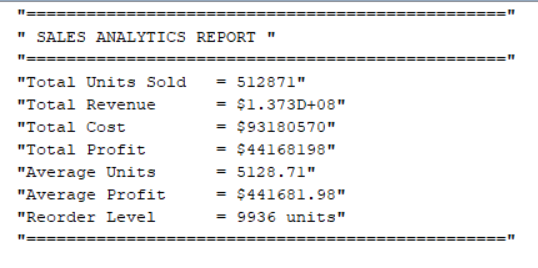 "================================================"
" SALES ANALYTICS REPORT "
"================================================"
"Total Units Sold   = 512871"
"Total Revenue      = $1.373D+08"
"Total Cost         = $93180570"
"Total Profit       = $44168198"
"Average Units      = 5128.71"
"Average Profit     = $441681.98"
"Reorder Level      = 9936 units"
"================================================"